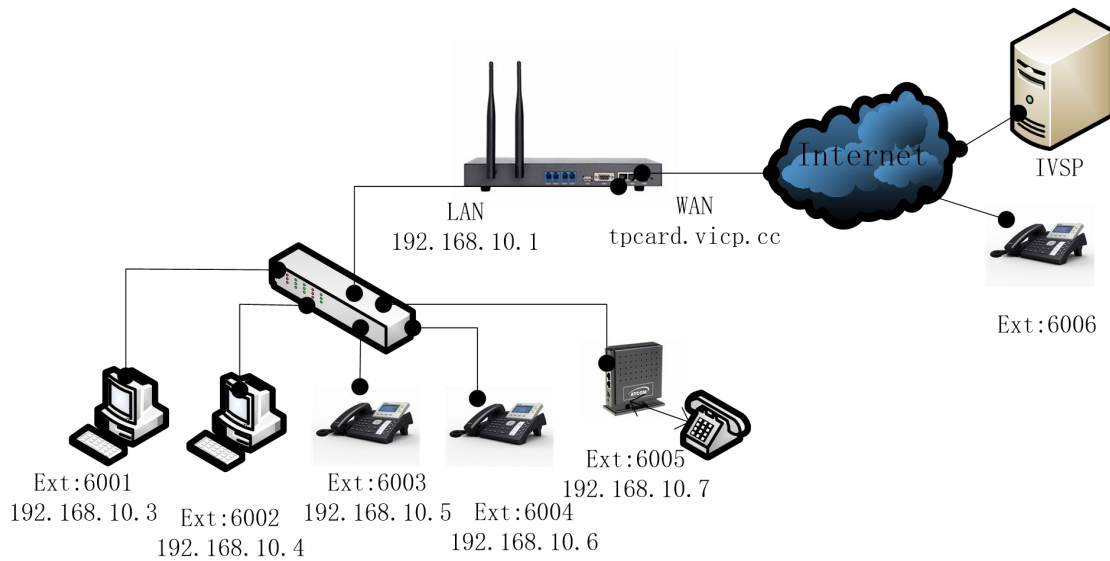 Internet
IVSP
LAN
192.168.10.1
WAN
tpcard.vicp.cc
Ext:6006
ATCOM
Ext:6001
192.168.10.3
Ext:6002
192.168.10.4
Ext:6003
192.168.10.5
Ext:6004
192.168.10.6
Ext:6005
192.168.10.7